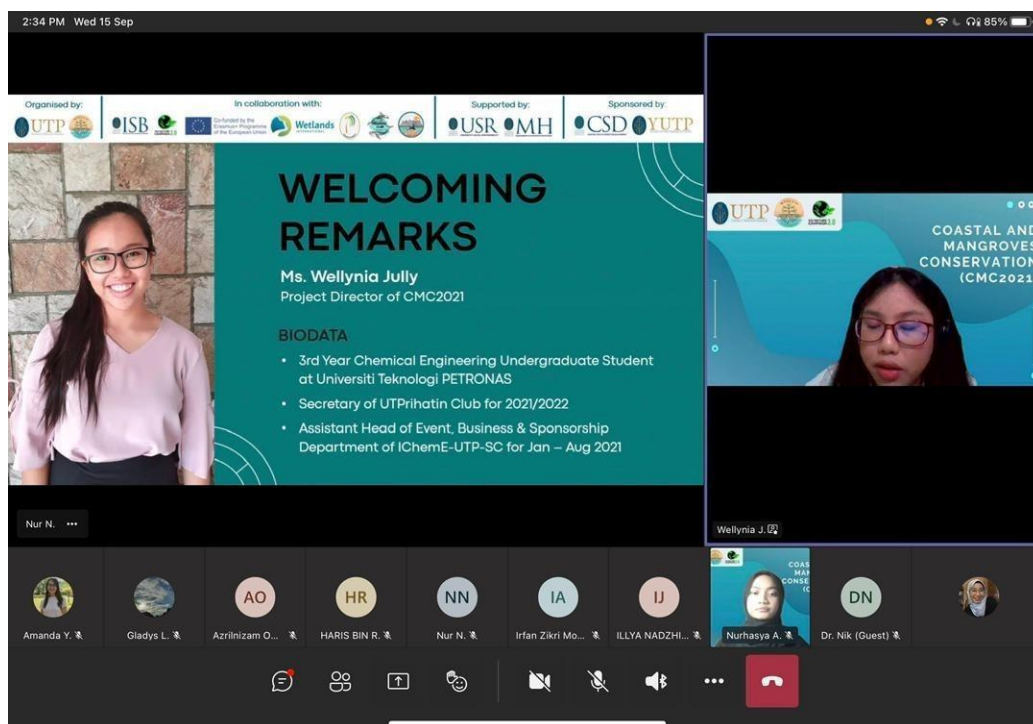 2:34 PM Wed 15 Sep
85%
Organised by:
In collaboration with:
Supported by:
Sponsored by:
UTP
ISB
Co-funded by the
Erasmus+ Programme
of the European Union
Wetlands
INTERNATIONAL
USR
MH
CSD
YUTP
WELCOMING
REMARKS
Ms. Wellynia Jully
Project Director of CMC2021
BIODATA
• 3rd Year Chemical Engineering Undergraduate Student
at Universiti Teknologi PETRONAS
• Secretary of UTPrihatin Club for 2021/2022
• Assistant Head of Event, Business & Sponsorship
Department of IChemE-UTP-SC for Jan – Aug 2021
Nur N. •••
UTP
COASTAL AND
MANGROVES
CONSERVATION
(CMC2021
Wellynia J.
AO
HR
NN
IA
IJ
COAS
MAN
CONSE
(C
DN
Amanda Y.
Gladys L.
Azrilnizam O...
HARIS BIN R.
Nur N.
Irfan Zikri Mo...
ILLYA NADZHI...
Nurhasya A.
Dr. Nik (Guest)